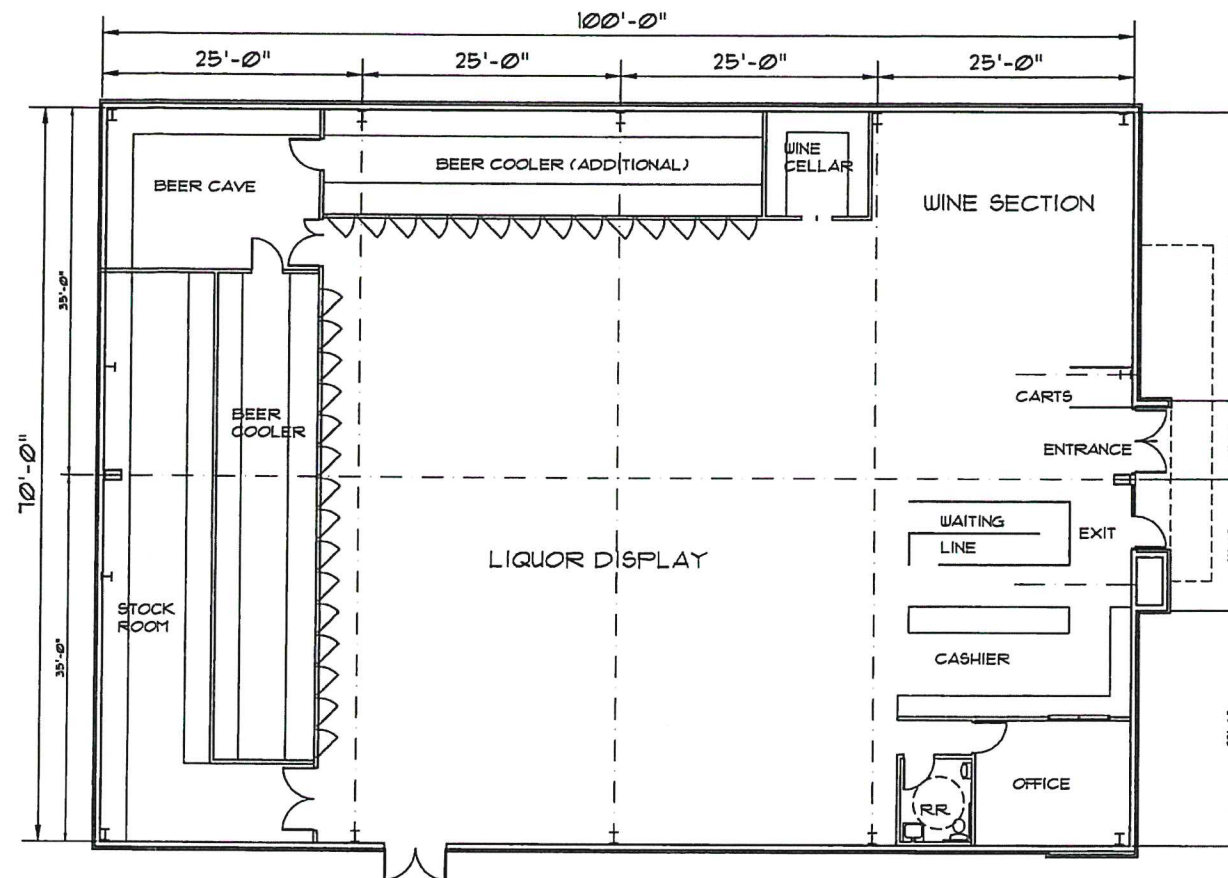 100'-0"
25'-0"
25'-0"
25'-0"
25'-0"
BEER CAVE
BEER COOLER (ADDITIONAL)
WINE
CELLAR
WINE SECTION
35'-0"
CARTS
BEER
COOLER
ENTRANCE
70'-0"
WAITING
LINE
EXIT
LIQUOR DISPLAY
STOCK
ROOM
35'-0"
CASHIER
OFFICE
R.R.